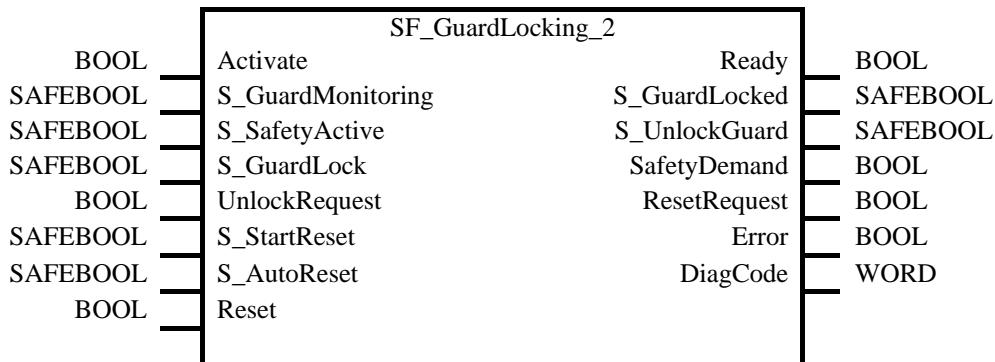 SF_GuardLocking_2
BOOL Activate Ready BOOL
SAFEBOOL S_GuardMonitoring S_GuardLocked SAFEBOOL
SAFEBOOL S_SafetyActive S_UnlockGuard SAFEBOOL
SAFEBOOL S_GuardLock SafetyDemand BOOL
BOOL UnlockRequest ResetRequest BOOL
SAFEBOOL S_StartReset Error BOOL
SAFEBOOL S_AutoReset DiagCode WORD
BOOL Reset